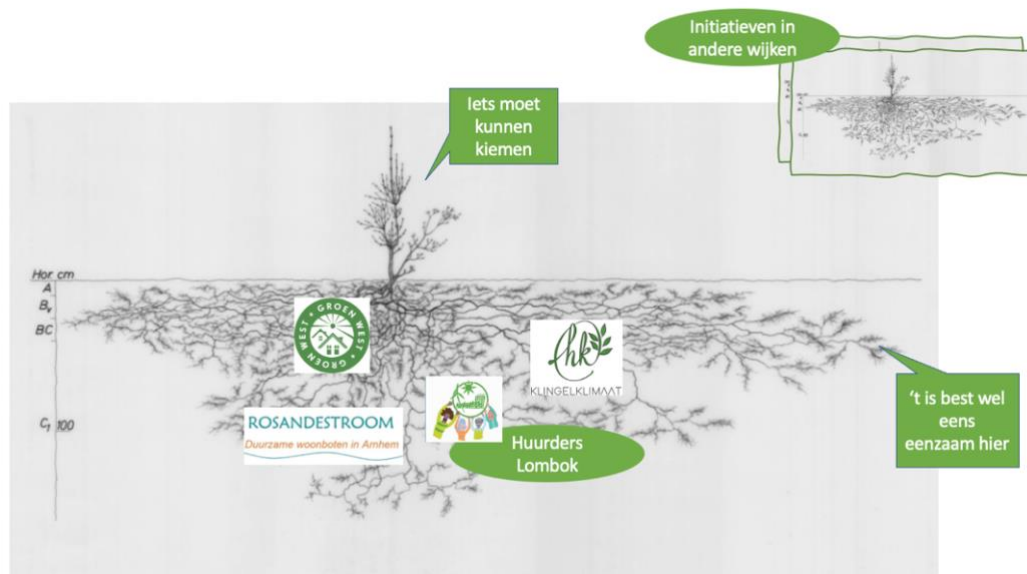 Initiatieven in
andere wijken
Iets moet
kunnen
kiemen
Hor cm
A
Bv
BC
C1 100
GROEN WEST • GROEN WEST •
hk
KLINGELKLIMAAT
ROSANDESTROOM
Duurzame woonboten in Arnhem
Huurders
Lombok
't is best wel
eens
eenzaam hier